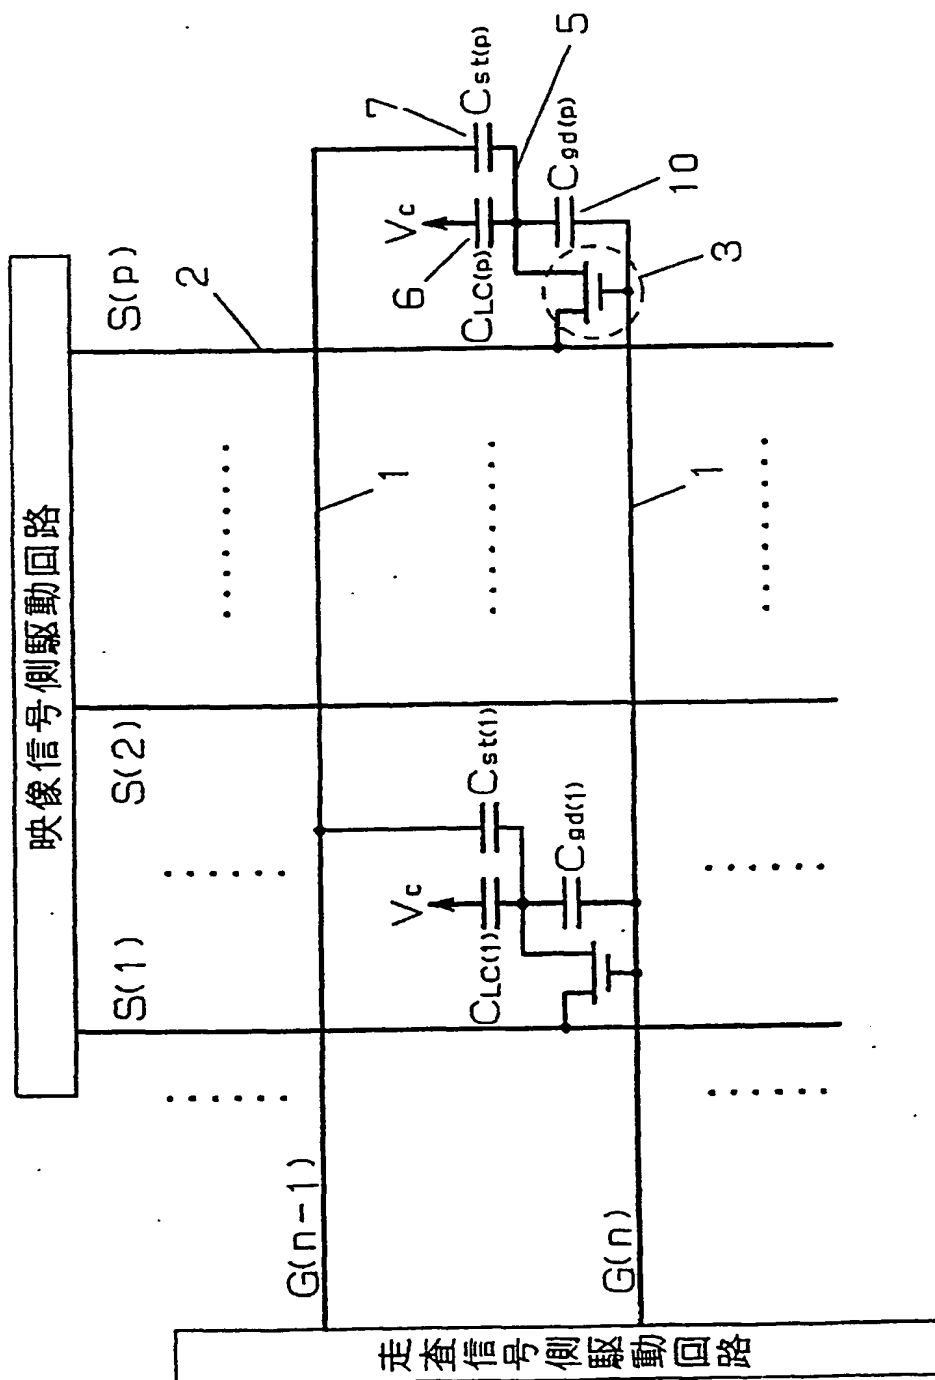 映像信号側駆動回路
S(1)
S(2)
S(p)
2
G(n-1)
1
7
Vc
Vc
6
CLC(1)
Cst(1)
CLC(p)
Cst(p)
5
Cgd(1)
Cgd(p)
10
3
G(n)
1
走査信号側駆動回路